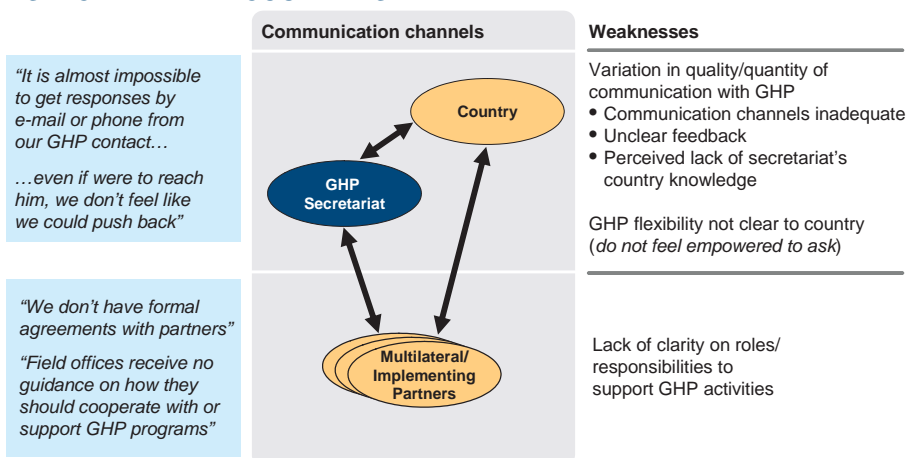 Communication channels
Weaknesses
“It is almost impossible
to get responses by
e-mail or phone from
our GHP contact…
…even if were to reach
him, we don’t feel like
we could push back”
Country
GHP
Secretariat
Variation in quality/quantity of
communication with GHP
• Communication channels inadequate
• Unclear feedback
• Perceived lack of secretariat’s
country knowledge
GHP flexibility not clear to country
(do not feel empowered to ask)
“We don’t have formal
agreements with partners”
“Field offices receive no
guidance on how they
should cooperate with or
support GHP programs”
Multilateral/
Implementing
Partners
Lack of clarity on roles/
responsibilities to
support GHP activities